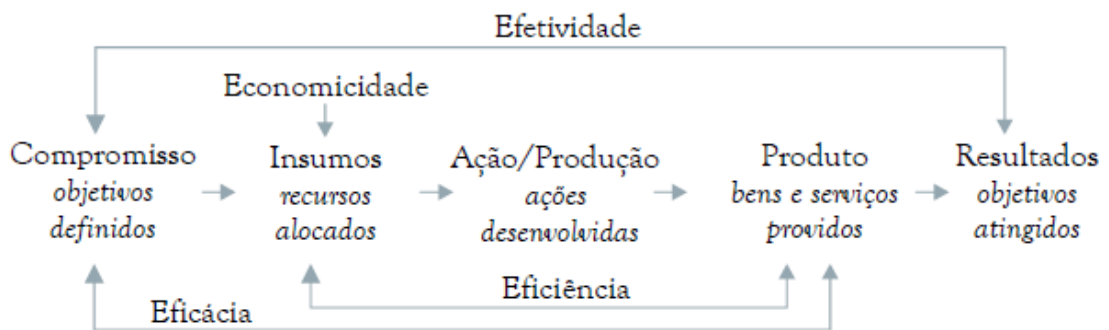 Efetividade
Economicidade
Compromisso
objetivos
definidos
Insumos
recursos
alocados
Ação/Produção
ações
desenvolvidas
Produto
bens e serviços
providos
Resultados
objetivos
atingidos
Eficiência
Eficácia